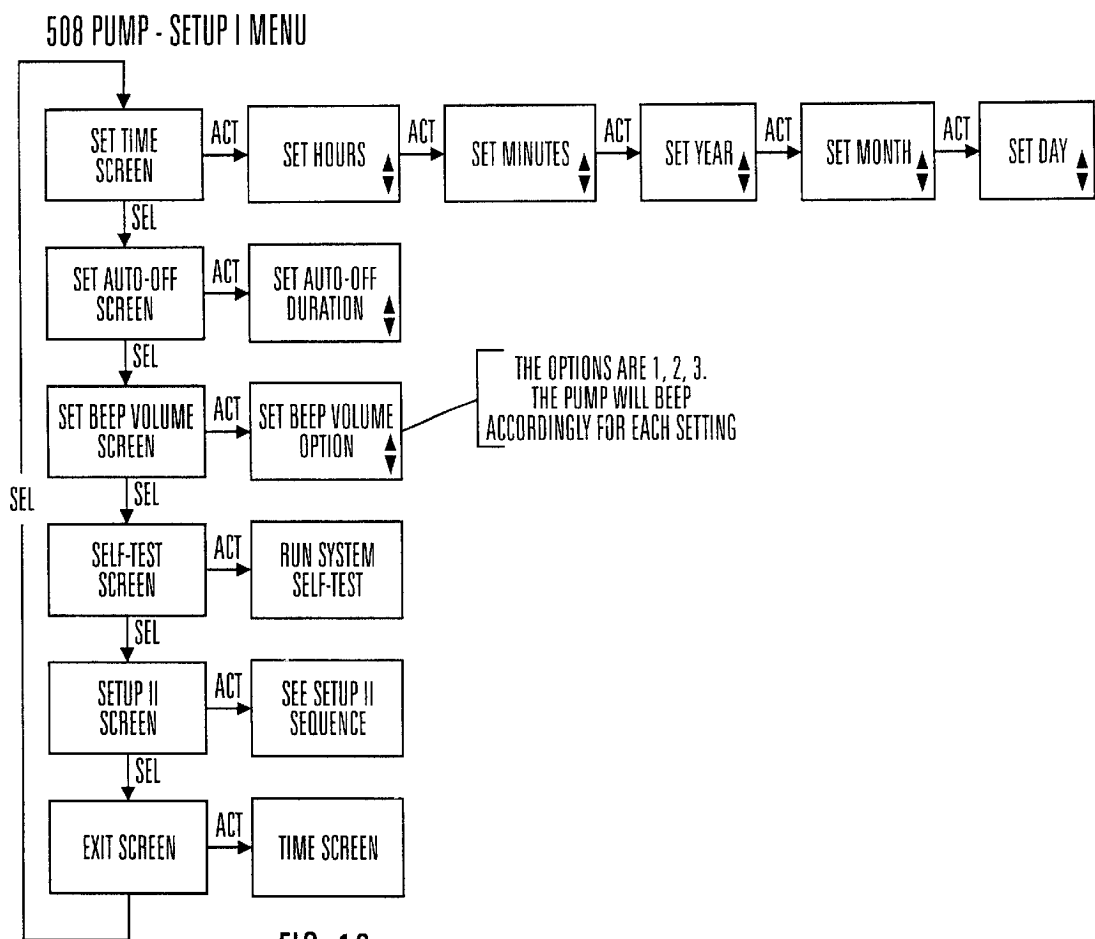 508 PUMP - SETUP I MENU
SET TIME
SCREEN
ACT
SET HOURS
ACT
SET MINUTES
ACT
SET YEAR
ACT
SET MONTH
ACT
SET DAY
SEL
SET AUTO-OFF
SCREEN
ACT
SET AUTO-OFF
DURATION
SEL
SET BEEP VOLUME
SCREEN
ACT
SET BEEP VOLUME
OPTION
THE OPTIONS ARE 1, 2, 3.
THE PUMP WILL BEEP
ACCORDINGLY FOR EACH SETTING
SEL
SEL
SELF-TEST
SCREEN
ACT
RUN SYSTEM
SELF-TEST
SEL
SETUP II
SCREEN
ACT
SEE SETUP II
SEQUENCE
SEL
EXIT SCREEN
ACT
TIME SCREEN